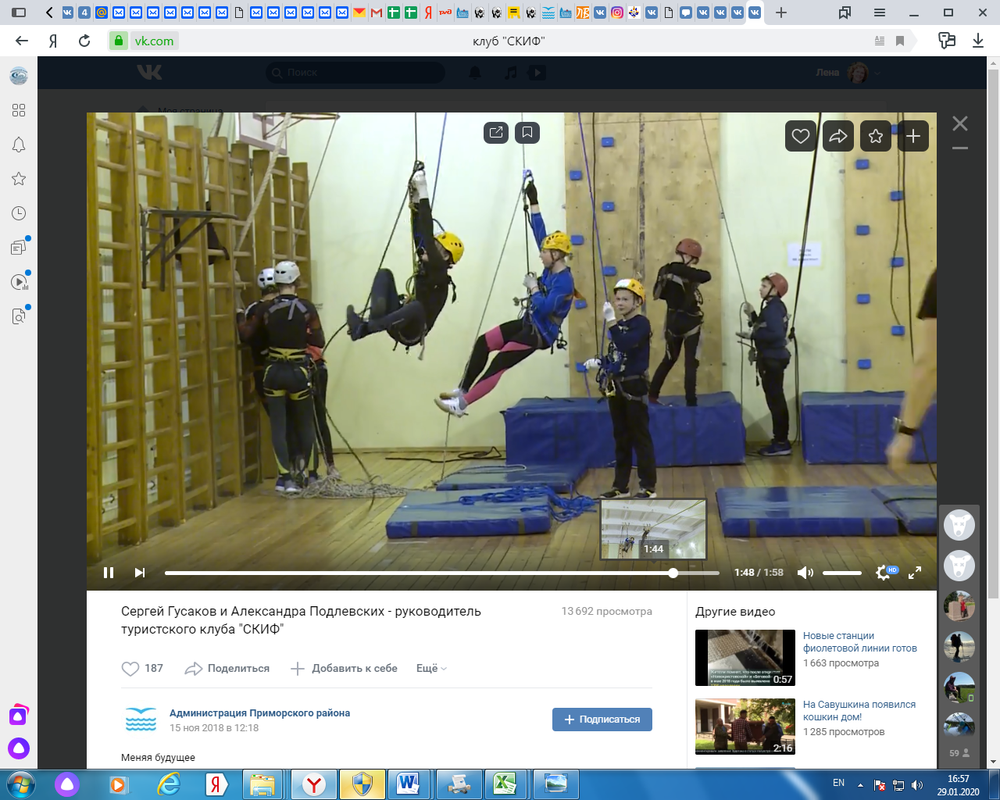 4
vk.com
клуб "СКИФ"
Поиск
Лена
Моя страница
1:44
1:48 / 1:58
HD
Сергей Гусаков и Александра Подлевских - руководитель
туристского клуба "СКИФ"
13 692 просмотра
187
Поделиться
Добавить к себе
Ещё
Администрация Приморского района
15 ноя 2018 в 12:18
Подписаться
Меняя будущее
Другие видео
Новые станции
фиолетовой линии готов
1 663 просмотра
0:57
На Савушкина появился
кошкин дом!
1 285 просмотров
2:16
59
EN
16:57
29.01.2020